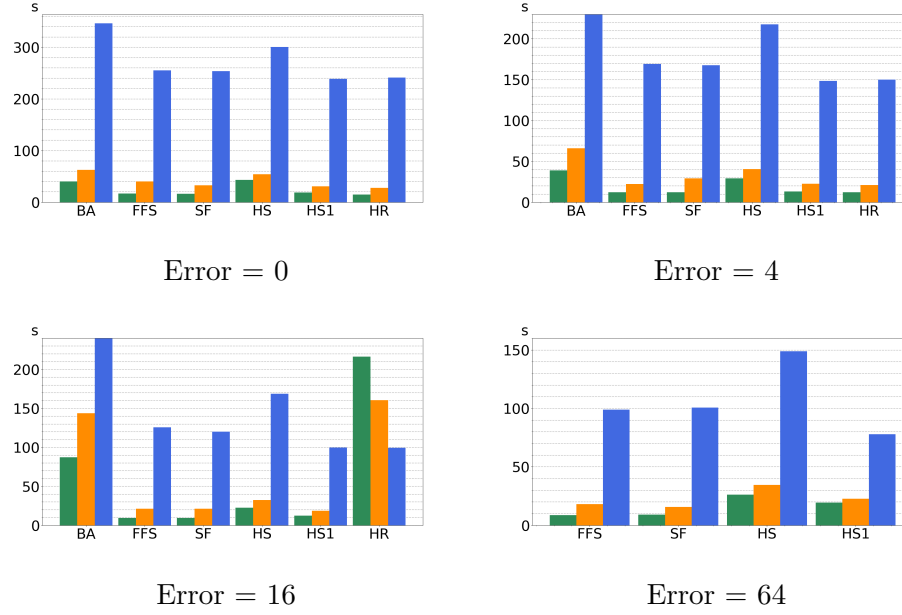 s
300
200
100
0
BA FFS SF HS HS1 HR
Error = 0
s
200
150
100
50
0
BA FFS SF HS HS1 HR
Error = 4
s
200
150
100
50
0
BA FFS SF HS HS1 HR
Error = 16
s
150
100
50
0
FFS SF HS HS1
Error = 64